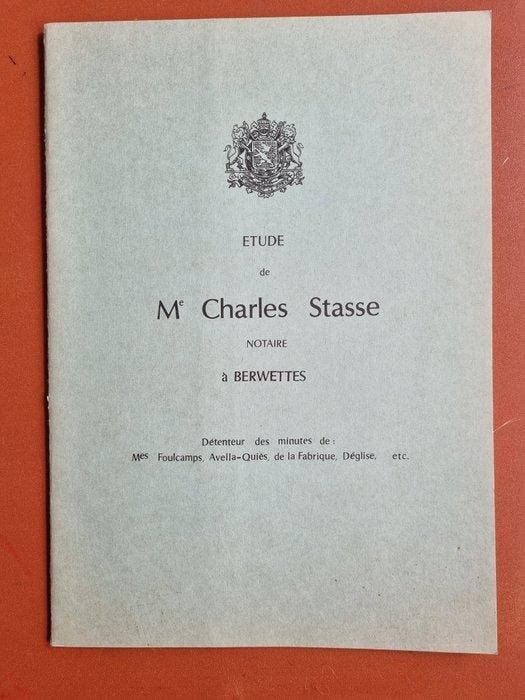 ETUDE
de
Me Charles Stasse
NOTAIRE
à BERWETTES
Détenteur des minutes de :
Mes Foulcamps, Avella-Quiès, de la Fabrique, Déglise, etc.